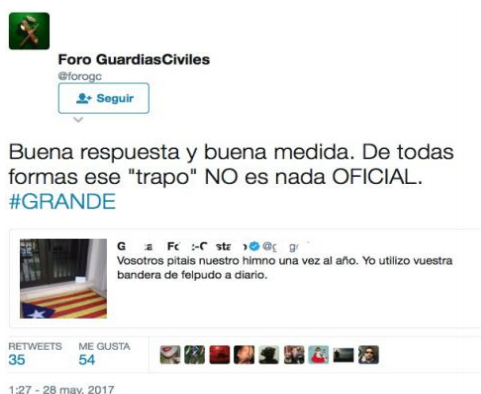 Foro GuardiasCiviles
@forogc
Seguir
Buena respuesta y buena medida. De todas
formas ese "trapo" NO es nada OFICIAL.
#GRANDE
Vosotros pitais nuestro himno una vez al año. Yo utilizo vuestra
bandera de felpudo a diario.
RETWEETS ME GUSTA
35 54
1:27 - 28 may. 2017